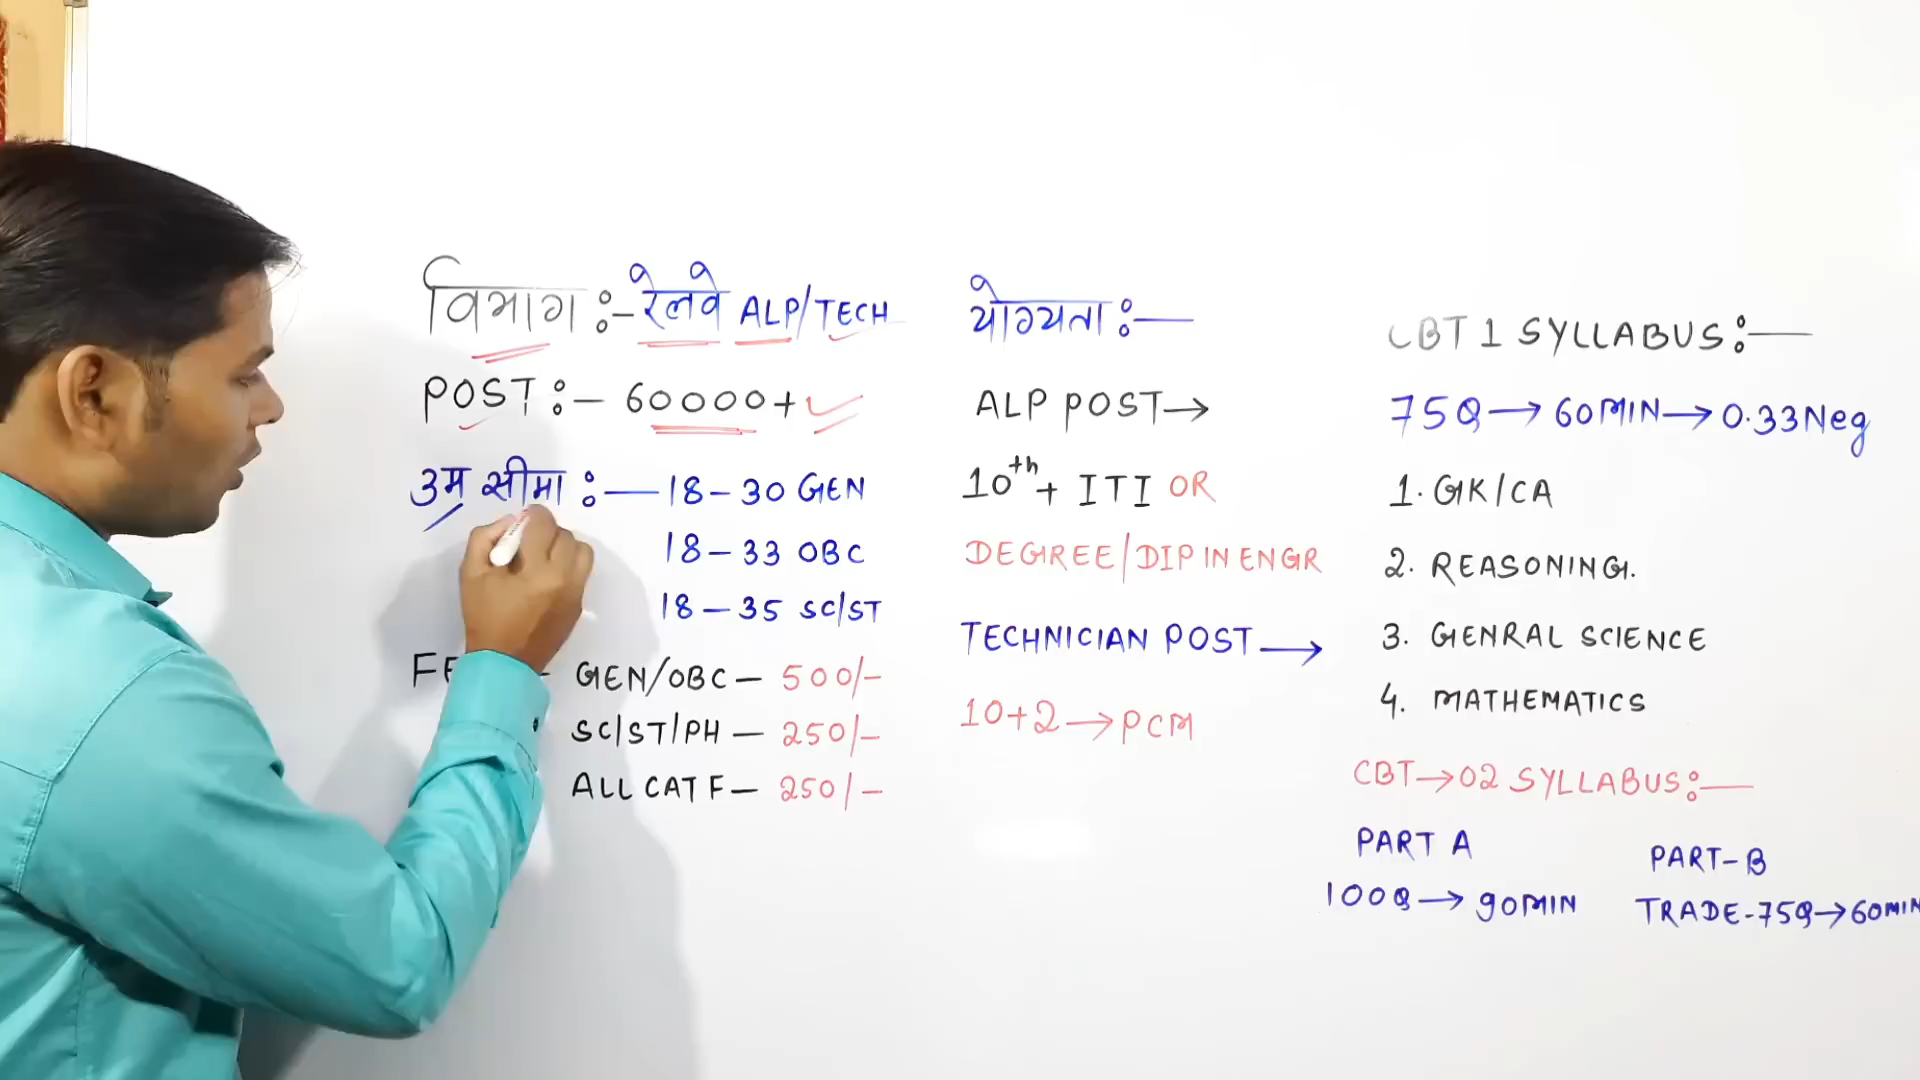 विभाग :- रेलवे ALP/TECH
POST :- 60000+
उम्र सीमा :- 18-30 GEN
18-33 OBC
18-35 SC/ST
GEN/OBC - 500/-
SC/ST/PH - 250/-
ALL CAT F - 250/-
योग्यता :-
ALP POST→
10th + ITI OR
DEGREE/DIP IN ENGR
TECHNICIAN POST →
10+2 → PCM
CBT 1 SYLLABUS :-
75Q → 60MIN → 0.33Neg
1. GK/CA
2. REASONING.
3. GENRAL SCIENCE
4. MATHEMATICS
CBT → 02 SYLLABUS :-
PART A
100Q → 90MIN
PART-B
TRADE-75Q→60MIN